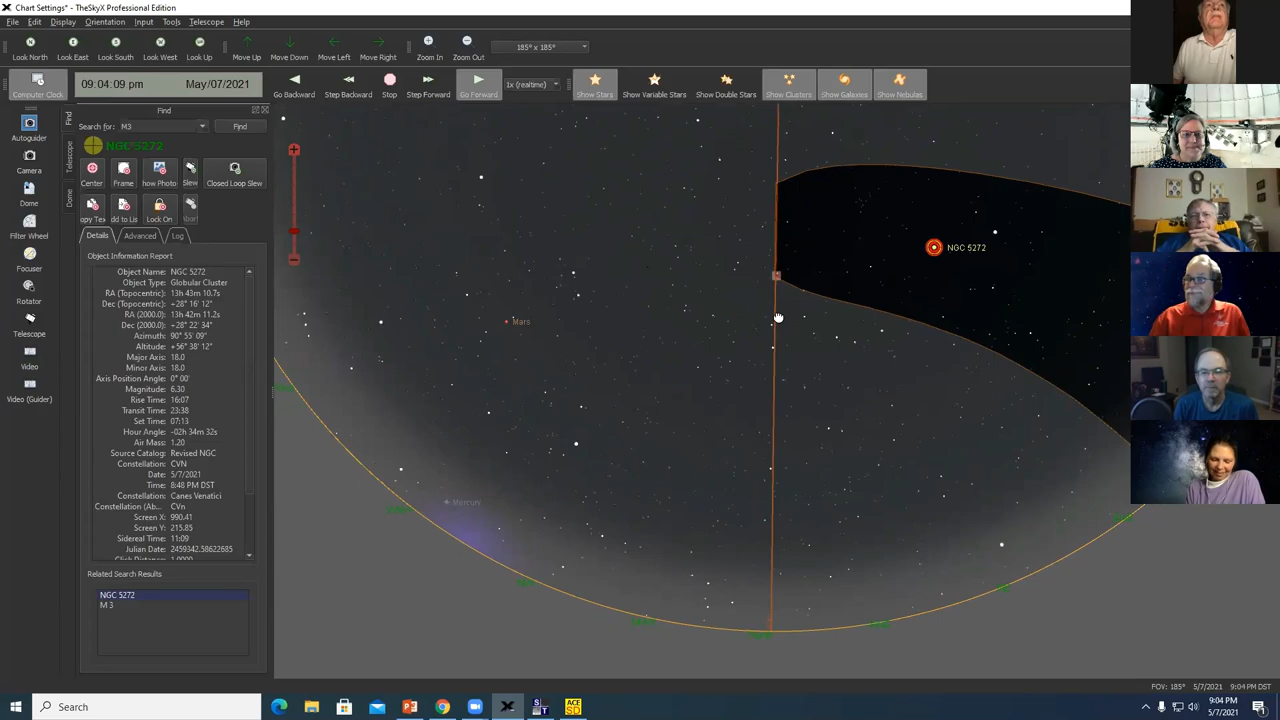 Chart Settings* - TheSkyX Professional Edition
File Edit Display Orientation Input Tools Telescope Help
Look North Look East Look South Look West Look Up Move Up Move Down Move Left Move Right Zoom In Zoom Out 185° x 185°
Computer Clock 09:04:09 pm May/07/2021 Go Backward Step Backward Stop Step Forward Go Forward 1x (realtime) Show Stars Show Variable Stars Show Double Stars Show Clusters Show Galaxies Show Nebulas
Find
Search for: M3 Find
NGC 5272
Center Frame how Photo Slew Closed Loop Slew
opy Tex dd to Lis Lock On
Details Advanced Log
Object Information Report
Object Name: NGC 5272
Object Type: Globular Cluster
RA (Topocentric): 13h 43m 10.7s
Dec (Topocentric): +28° 16' 12"
RA (2000.0): 13h 42m 11.2s
Dec (2000.0): +28° 22' 34"
Azimuth: 90° 55' 09"
Altitude: +56° 38' 12"
Major Axis: 18.0
Minor Axis: 18.0
Axis Position Angle: 0° 00'
Magnitude: 6.30
Rise Time: 16:07
Transit Time: 23:38
Set Time: 07:13
Hour Angle: -02h 34m 32s
Air Mass: 1.20
Source Catalog: Revised NGC
Constellation: CVN
Date: 5/7/2021
Time: 8:48 PM DST
Constellation: Canes Venatici
Constellation (Ab... CVn
Screen X: 990.41
Screen Y: 215.85
Sidereal Time: 11:09
Julian Date: 2459342.58622685
Related Search Results
NGC 5272
M 3
Find
Telescope
Dome
Autoguider
Camera
Dome
Filter Wheel
Focuser
Rotator
Telescope
Video
Video (Guider)
NGC 5272
Mars
Mercury
FOV: 185° 5/7/2021 9:04 PM DST
Search
9:04 PM
5/7/2021